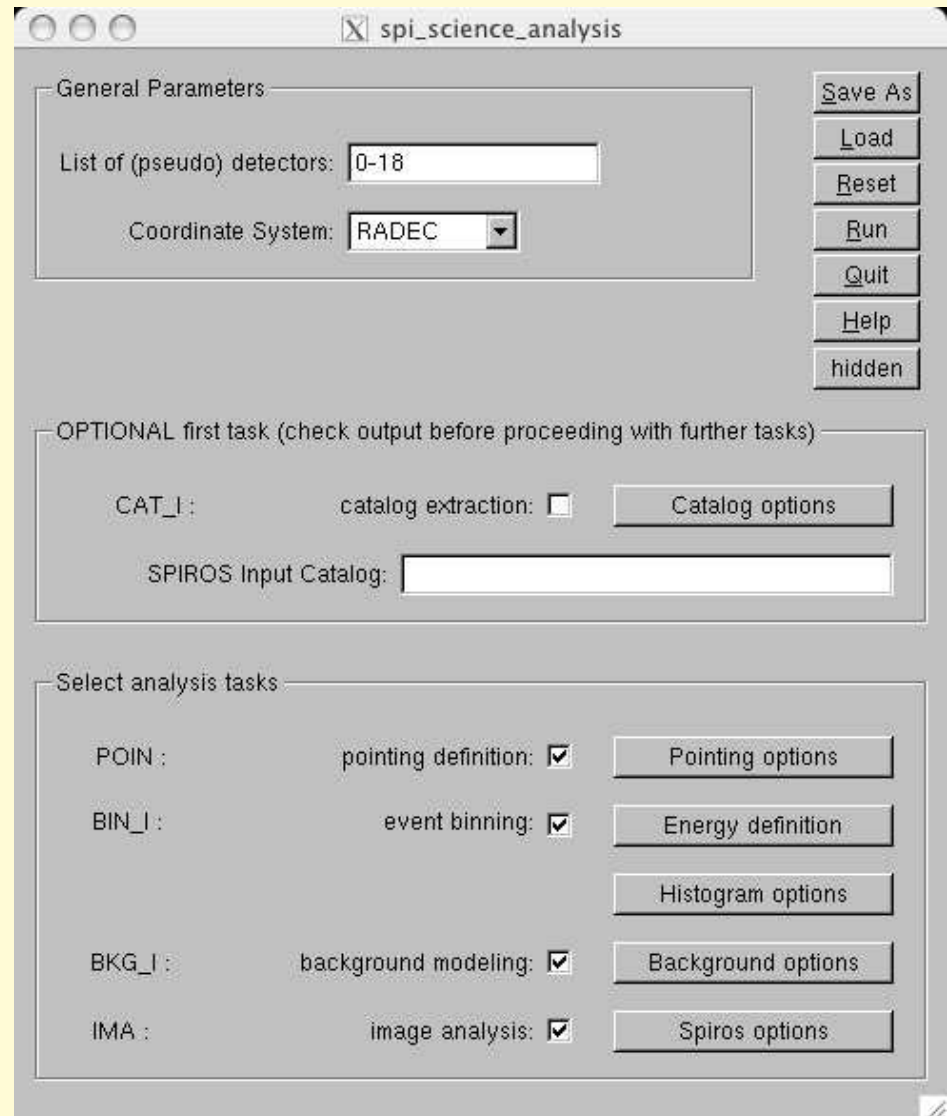 spi_science_analysis
General Parameters
List of (pseudo) detectors: 0-18
Coordinate System: RADEC
Save As
Load
Reset
Run
Quit
Help
hidden
OPTIONAL first task (check output before proceeding with further tasks)
CAT_I : catalog extraction: Catalog options
SPIROS Input Catalog:
Select analysis tasks
POIN : pointing definition: Pointing options
BIN_I : event binning: Energy definition
Histogram options
BKG_I : background modeling: Background options
IMA : image analysis: Spiros options